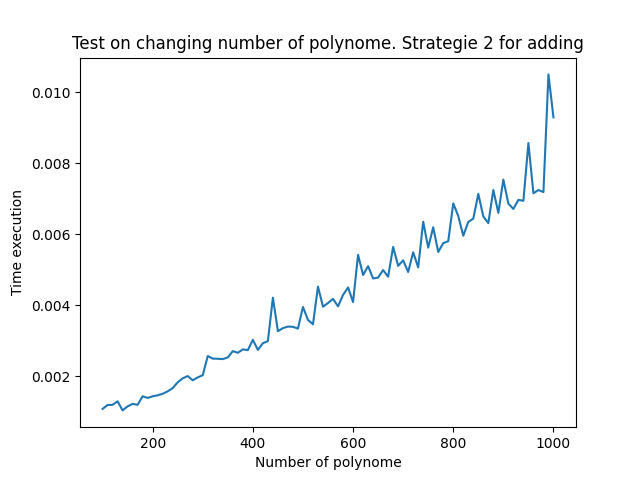 Test on changing number of polynome. Strategie 2 for adding
0.010
0.008
0.006
0.004
0.002
Time execution
200 400 600 800 1000
Number of polynome